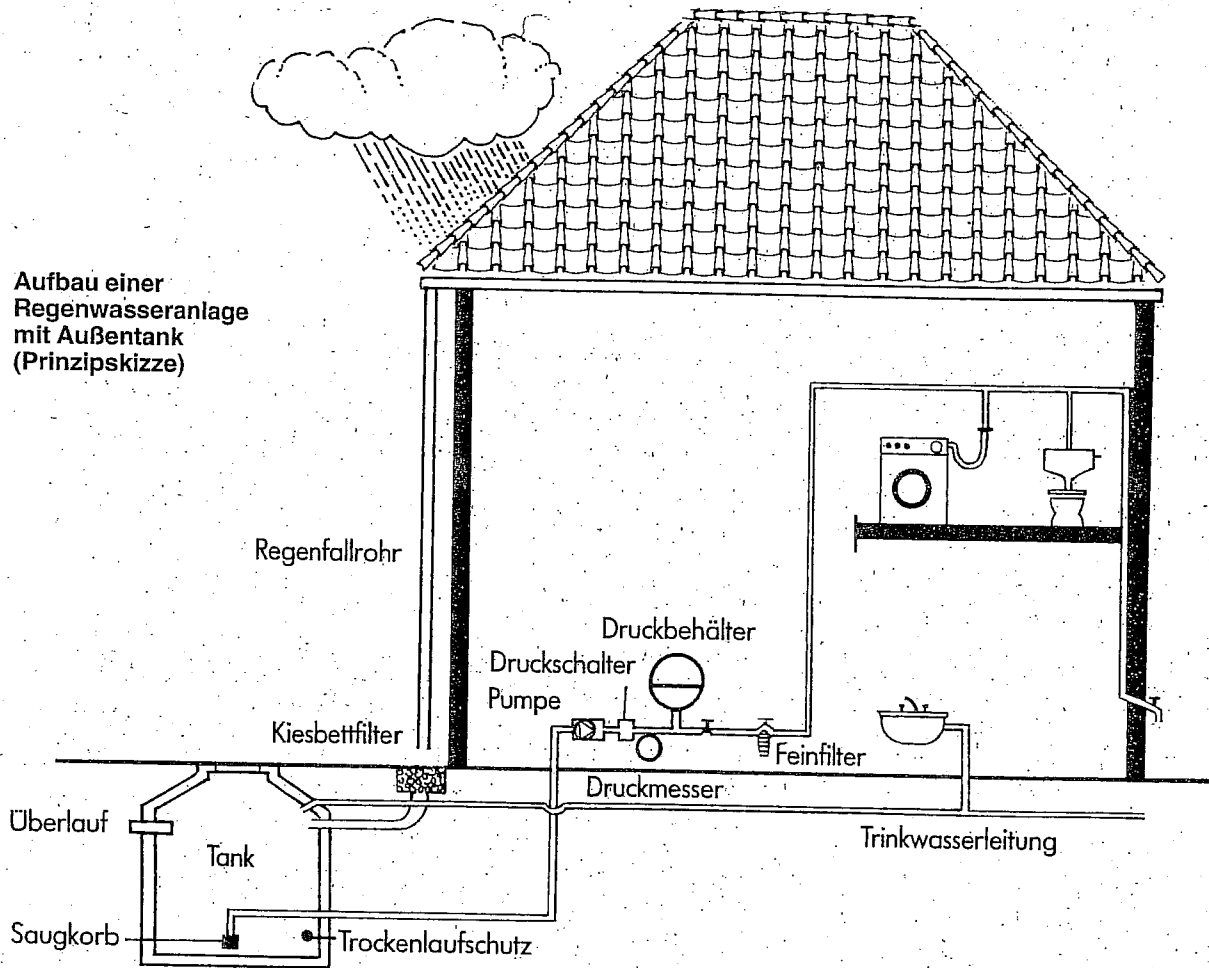 Aufbau einer
Regenwasseranlage
mit Außentank
(Prinzipskizze)
Regenfallrohr
Druckbehälter
Druckschalter
Pumpe
Kiesbettfilter
Feinfilter
Druckmesser
Überlauf
Trinkwasserleitung
Tank
Saugkorb
Trockenlaufschutz